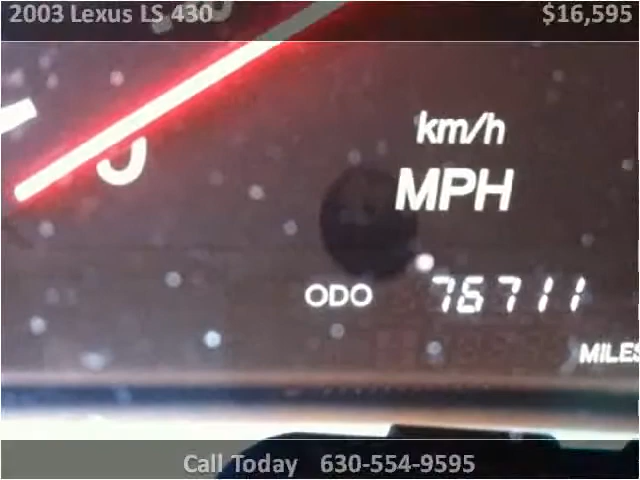 2003 Lexus LS 430 $16,595
km/h
MPH
ODO 76711
MILES
Call Today 630-554-9595